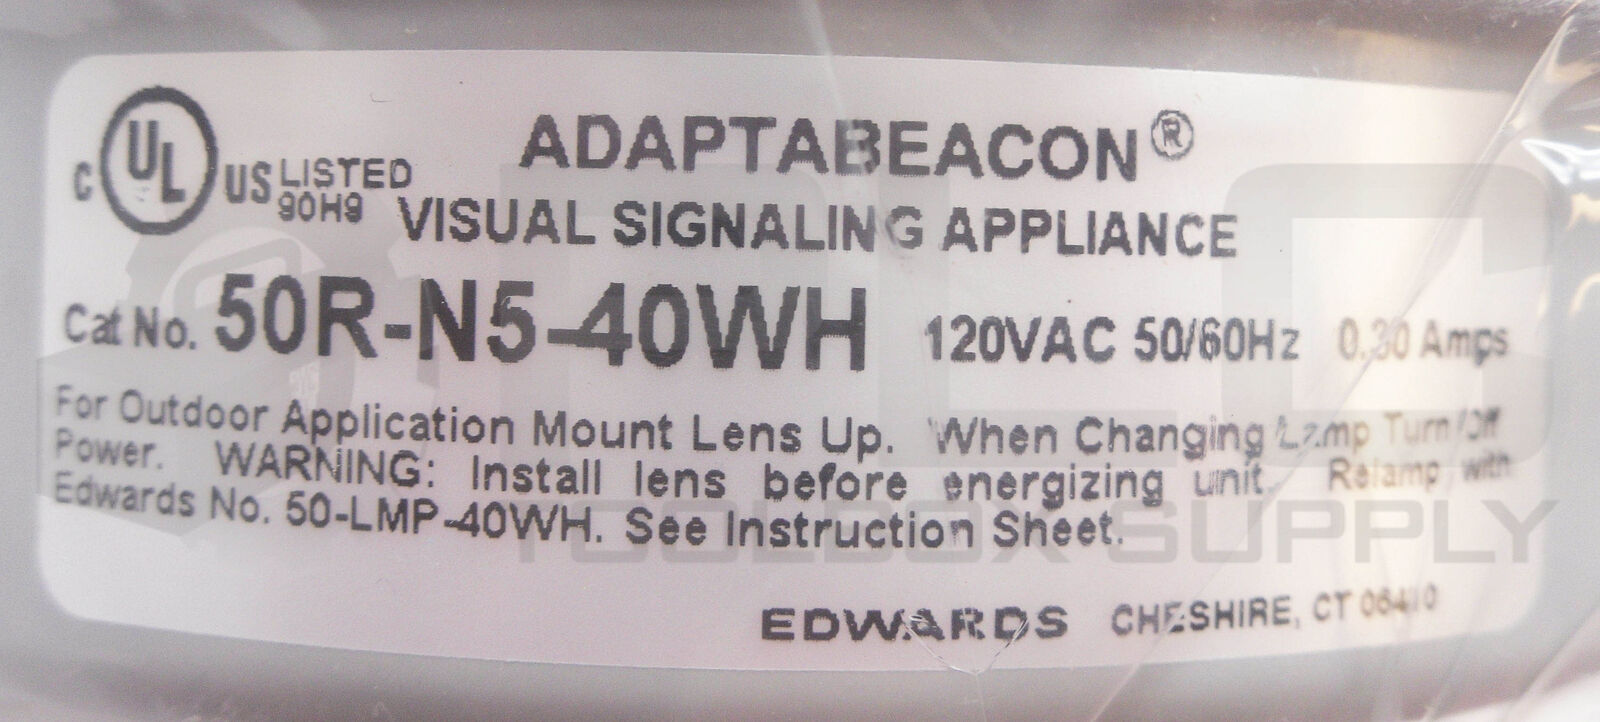 ADAPTABEACON®
C UL US LISTED
90H9
VISUAL SIGNALING APPLIANCE
Cat No. 50R-N5-40WH 120VAC 50/60Hz 0.30 Amps
For Outdoor Application Mount Lens Up. When Changing Lamp Turn Off
Power. WARNING: Install lens before energizing unit. Relamp with
Edwards No. 50-LMP-40WH. See Instruction Sheet.
EDWARDS CHESHIRE, CT 06410
TOOLBOX SUPPLY